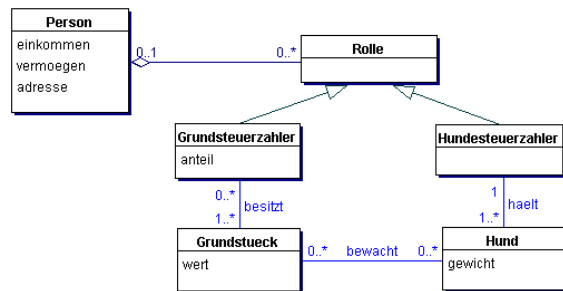 Person
einkommen
vermoegen
adresse
0..1
0..*
Rolle
Grundsteuerzahler
anteil
Hundesteuerzahler
0..*
besitzt
1..*
1
haelt
1..*
Grundstueck
wert
0..*
bewacht
0..*
Hund
gewicht